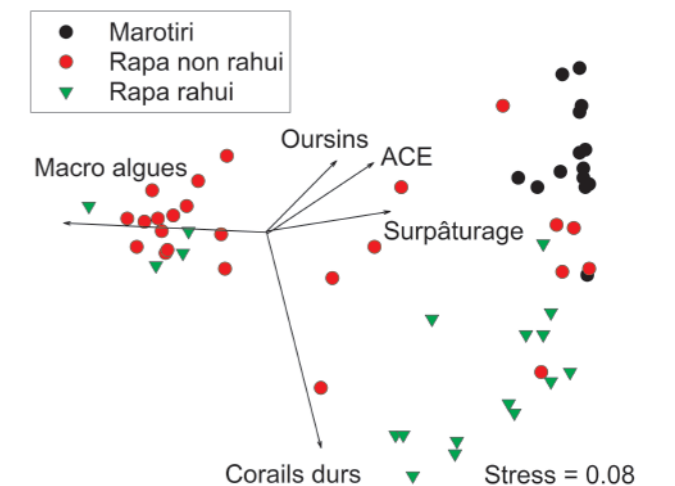 Marotiri
Rapa non rahui
Rapa rahui
Oursins
ACE
Macro algues
Surpâturage
Corails durs
Stress = 0.08